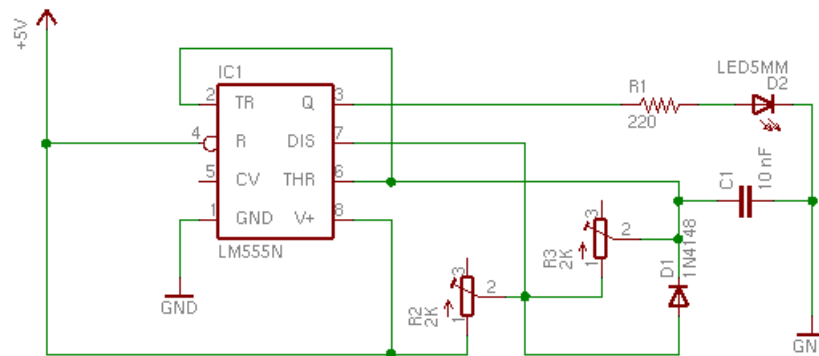 +5V
IC1
LED5MM
D2
R1
220
2 TR Q 3
4 R DIS 7
5 CV THR 6
1 GND V+ 8
LM555N
GND
C1
10 nF
3
2
1
R3
2K
D1
1N4148
3
2
1
R2
2K
GN